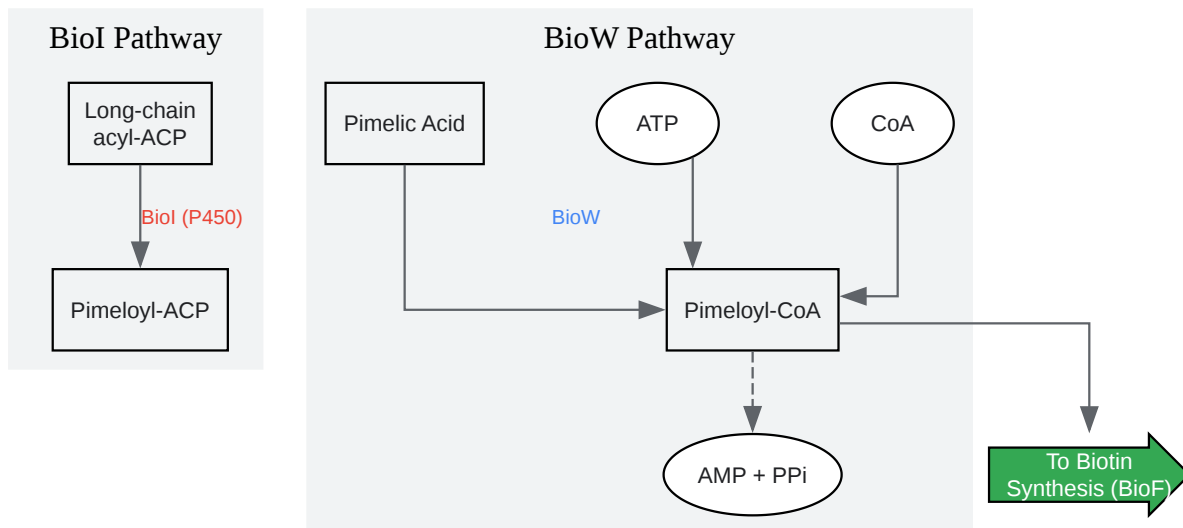 BioI Pathway
Long-chain
acyl-ACP
BioI (P450)
Pimeloyl-ACP
BioW Pathway
Pimelic Acid
ATP
CoA
BioW
Pimeloyl-CoA
AMP + PPi
To Biotin
Synthesis (BioF)